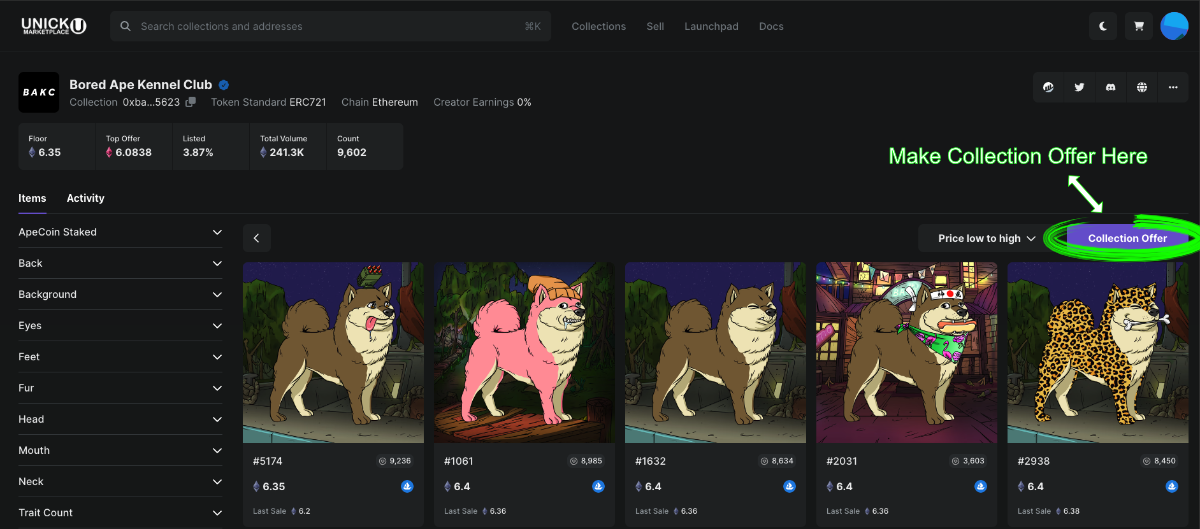 UNICK U
MARKETPLACE
Search collections and addresses
⌘K
Collections
Sell
Launchpad
Docs
BAKC
Bored Ape Kennel Club
Collection 0xba...5623 Token Standard ERC721 Chain Ethereum Creator Earnings 0%
Floor
6.35
Top Offer
6.0838
Listed
3.87%
Total Volume
241.3K
Count
9,602
Make Collection Offer Here
Items
Activity
Price low to high
Collection Offer
ApeCoin Staked
Back
Background
Eyes
Feet
Fur
Head
Mouth
Neck
Trait Count
#5174
9,236
6.35
Last Sale 6.2
#1061
8,985
6.4
Last Sale 6.36
#1632
8,634
6.4
Last Sale 6.36
#2031
3,603
6.4
Last Sale 6.36
#2938
8,450
6.4
Last Sale 6.38